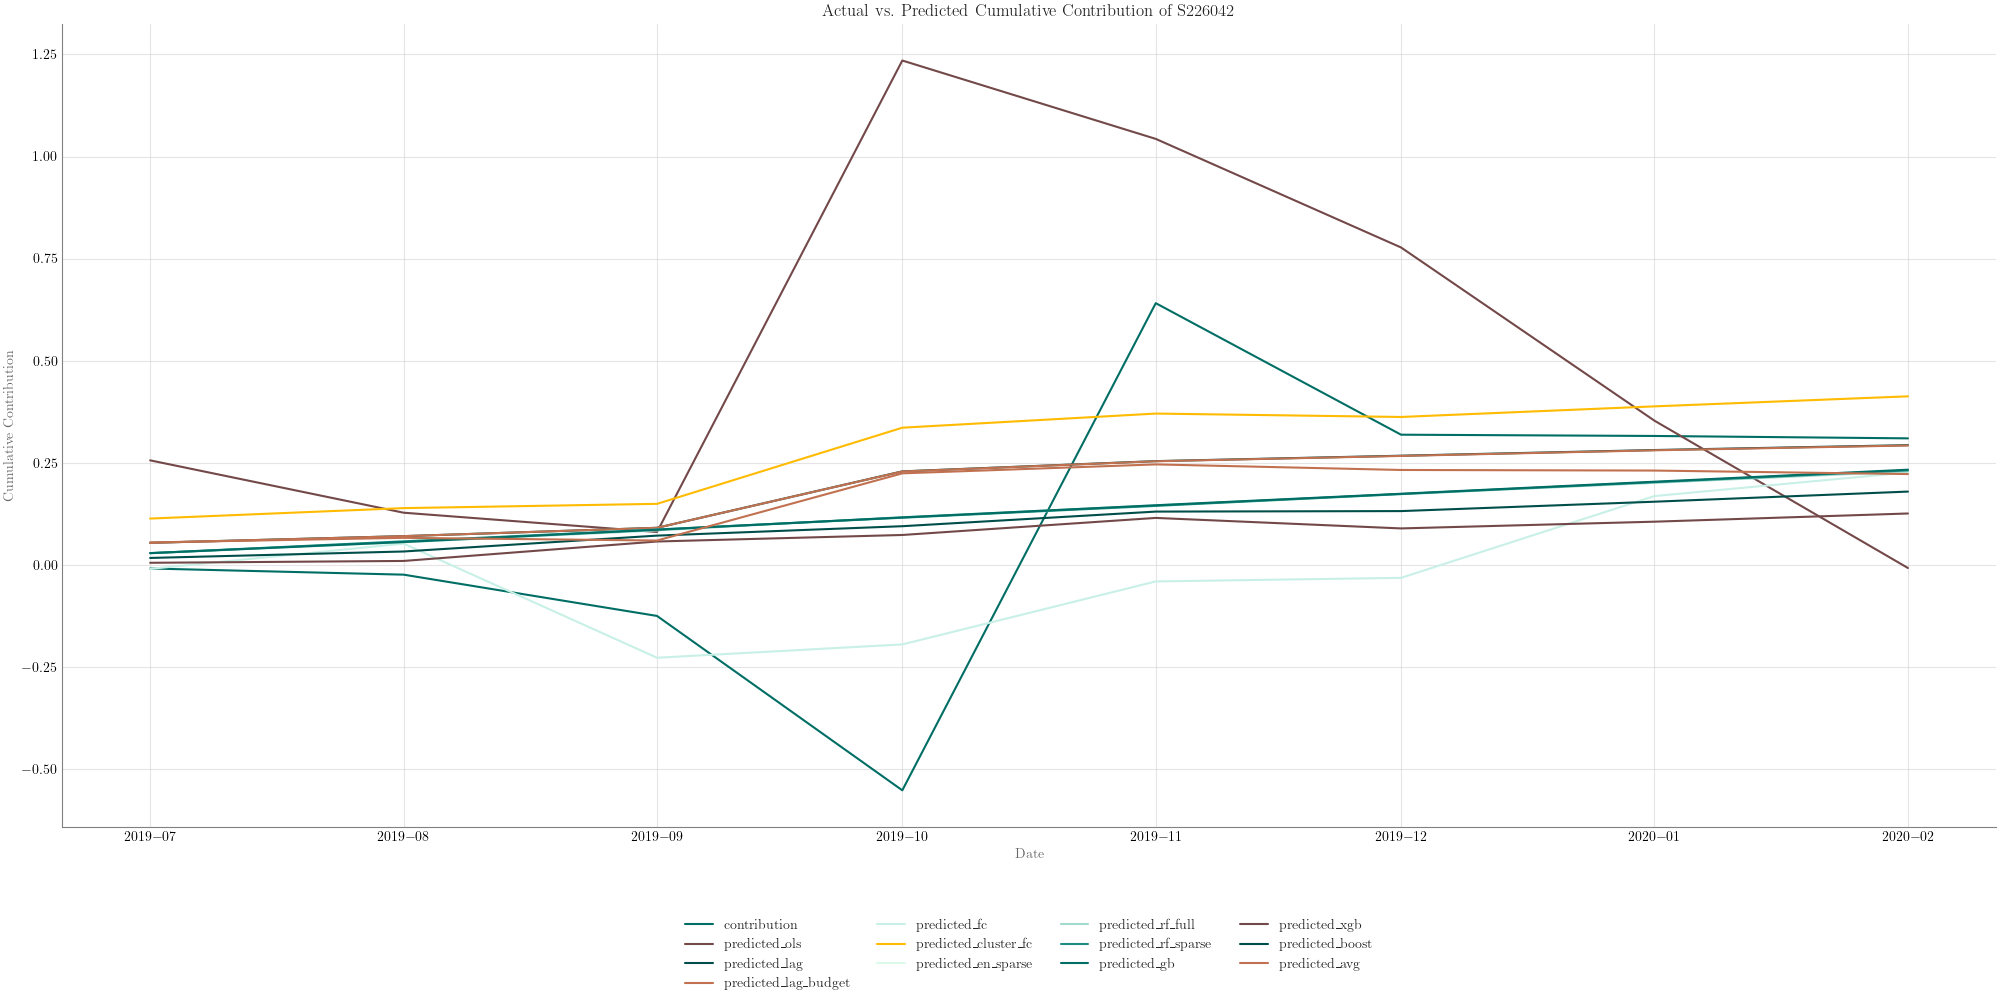 Actual vs. Predicted Cumulative Contribution of S226042
Cumulative Contribution
1.25
1.00
0.75
0.50
0.25
0.00
−0.25
−0.50
2019−07 2019−08 2019−09 2019−10 2019−11 2019−12 2020−01 2020−02
Date
contribution predicted_fc predicted_rf_full predicted_xgb
predicted_ols predicted_cluster_fc predicted_rf_sparse predicted_boost
predicted_lag predicted_en_sparse predicted_gb predicted_avg
predicted_lag_budget